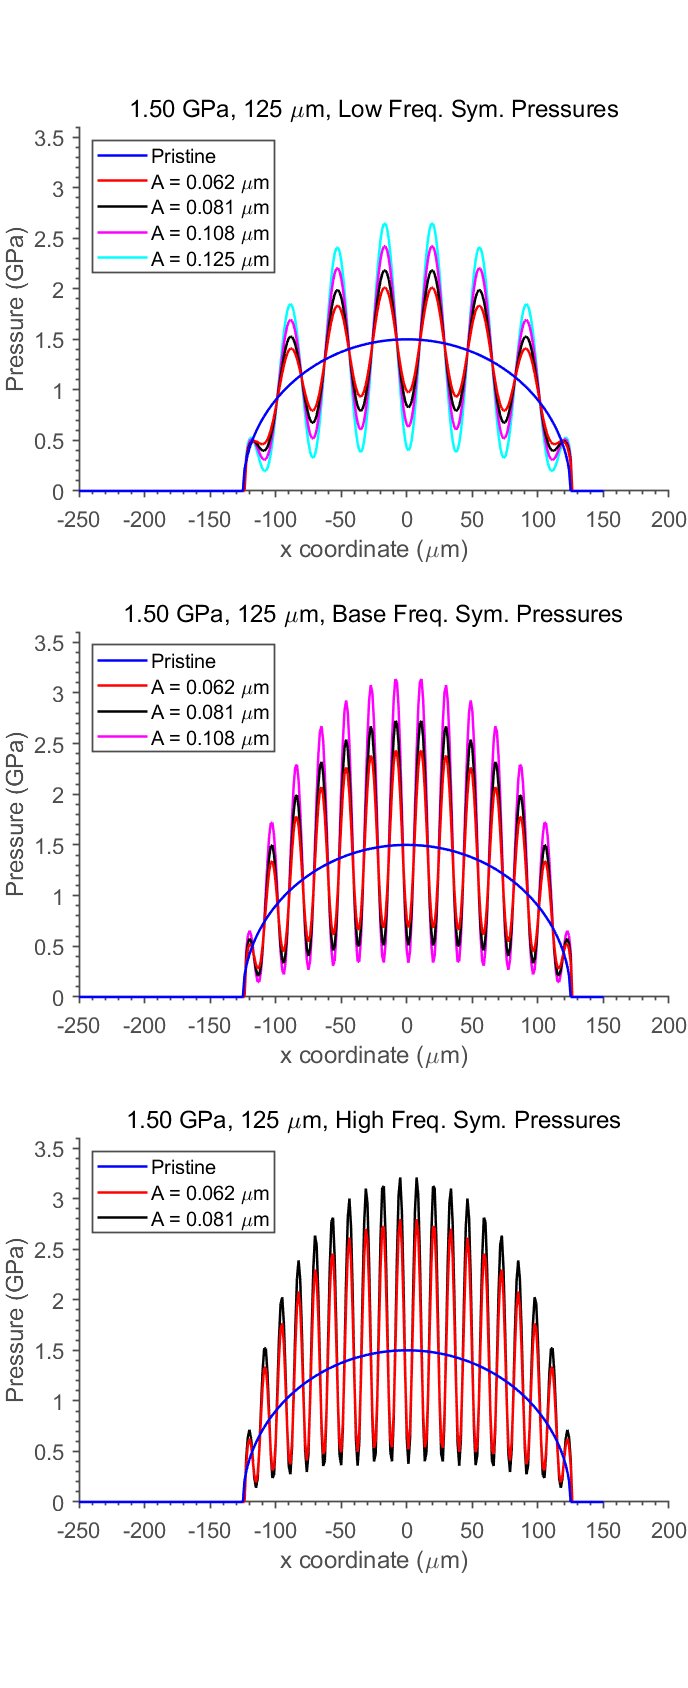 1.50 GPa, 125 μm, Low Freq. Sym. Pressures
Pristine
A = 0.062 μm
A = 0.081 μm
A = 0.108 μm
A = 0.125 μm
Pressure (GPa)
3.5
3
2.5
2
1.5
1
0.5
0
-250 -200 -150 -100 -50 0 50 100 150 200
x coordinate (μm)
1.50 GPa, 125 μm, Base Freq. Sym. Pressures
Pristine
A = 0.062 μm
A = 0.081 μm
A = 0.108 μm
Pressure (GPa)
3.5
3
2.5
2
1.5
1
0.5
0
-250 -200 -150 -100 -50 0 50 100 150 200
x coordinate (μm)
1.50 GPa, 125 μm, High Freq. Sym. Pressures
Pristine
A = 0.062 μm
A = 0.081 μm
Pressure (GPa)
3.5
3
2.5
2
1.5
1
0.5
0
-250 -200 -150 -100 -50 0 50 100 150 200
x coordinate (μm)